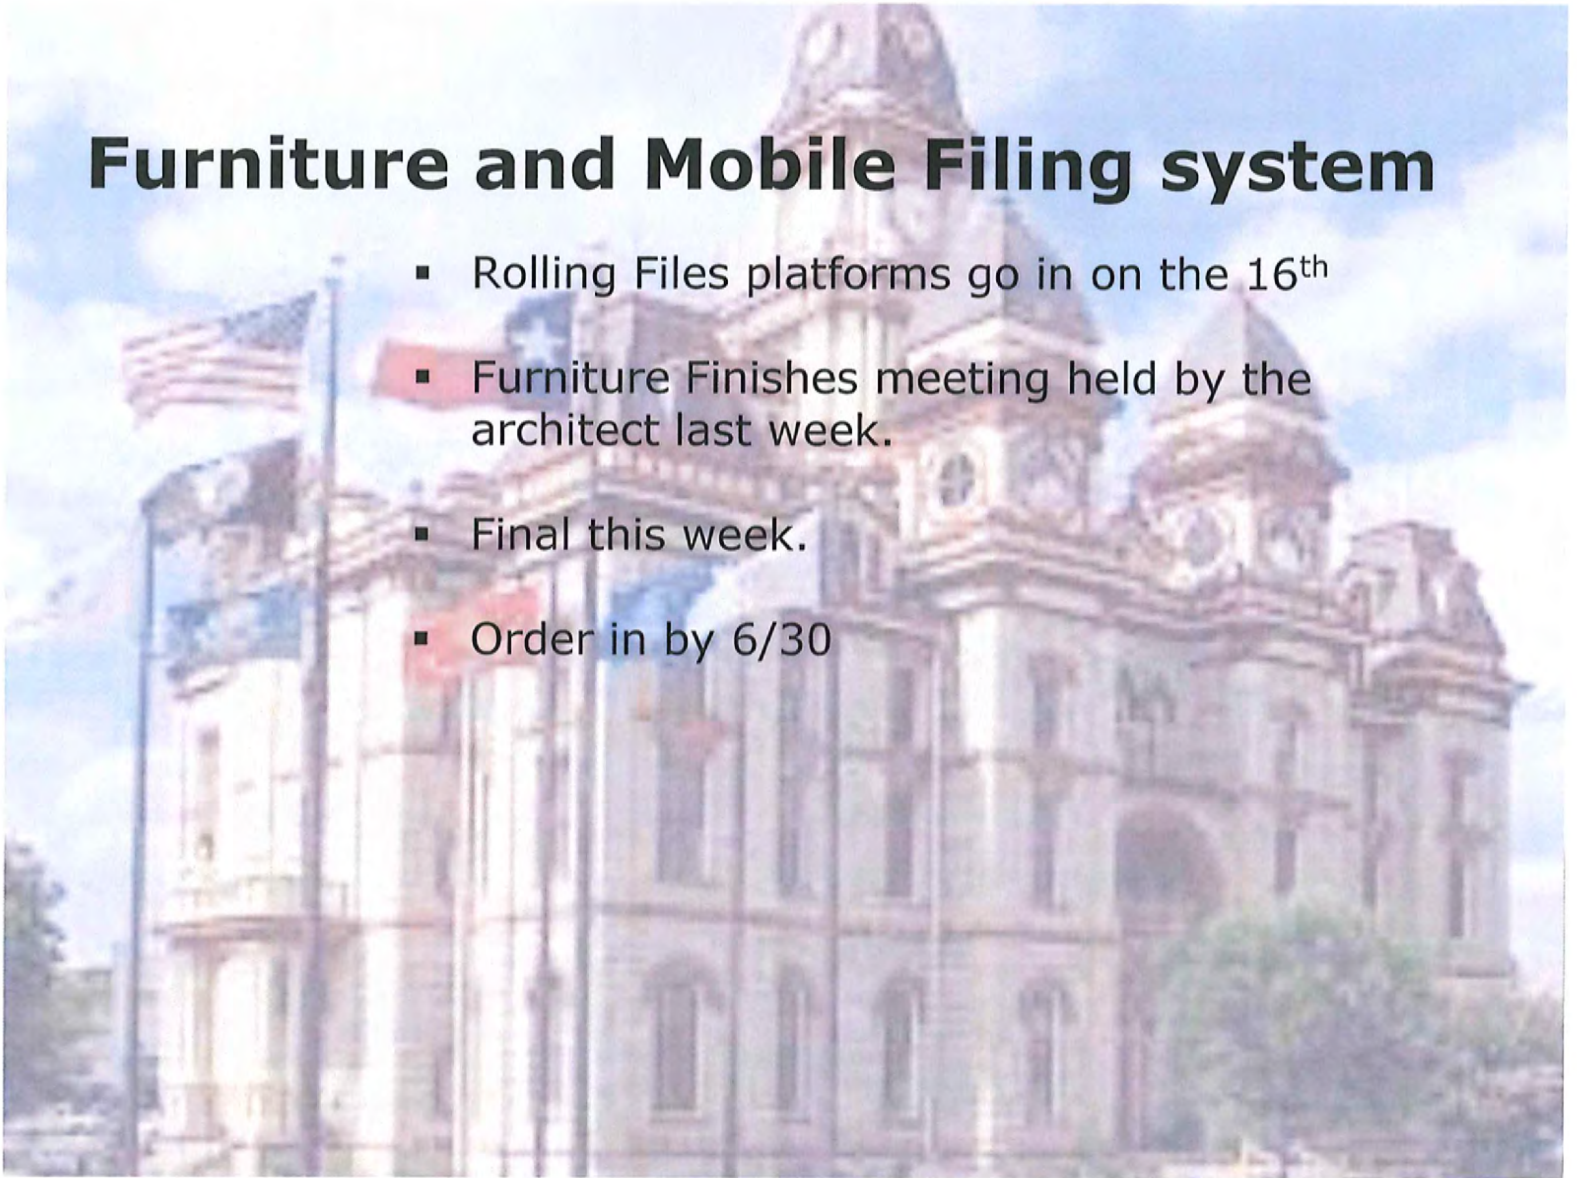 Furniture and Mobile Filing system
▪ Rolling Files platforms go in on the 16th
▪ Furniture Finishes meeting held by the
architect last week.
▪ Final this week.
▪ Order in by 6/30